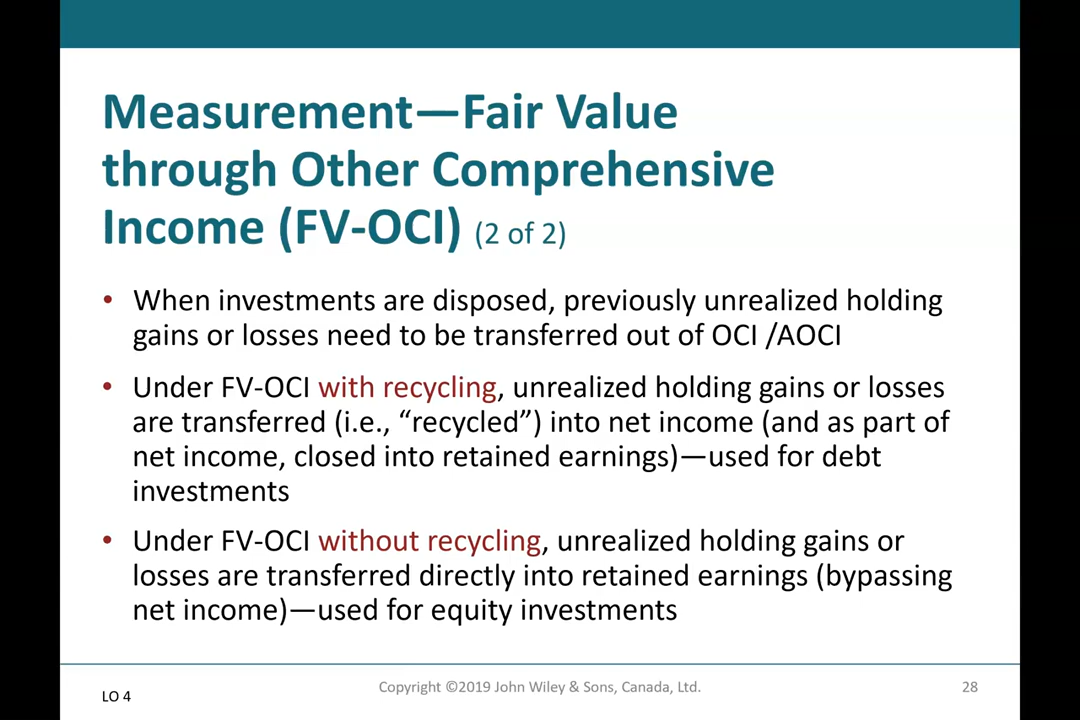 Measurement—Fair Value
through Other Comprehensive
Income (FV-OCI) (2 of 2)
• When investments are disposed, previously unrealized holding
gains or losses need to be transferred out of OCI /AOCI
• Under FV-OCI with recycling, unrealized holding gains or losses
are transferred (i.e., “recycled”) into net income (and as part of
net income, closed into retained earnings)—used for debt
investments
• Under FV-OCI without recycling, unrealized holding gains or
losses are transferred directly into retained earnings (bypassing
net income)—used for equity investments
LO 4
Copyright ©2019 John Wiley & Sons, Canada, Ltd.
28